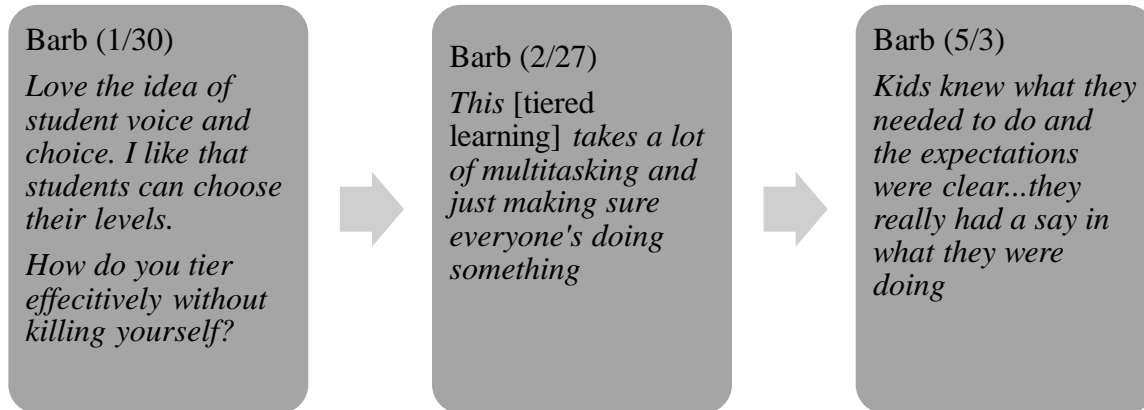 Barb (1/30)
Love the idea of
student voice and
choice. I like that
students can choose
their levels.
How do you tier
effecitively without
killing yourself?
Barb (2/27)
This [tiered
learning] takes a lot
of multitasking and
just making sure
everyone's doing
something
Barb (5/3)
Kids knew what they
needed to do and
the expectations
were clear...they
really had a say in
what they were
doing